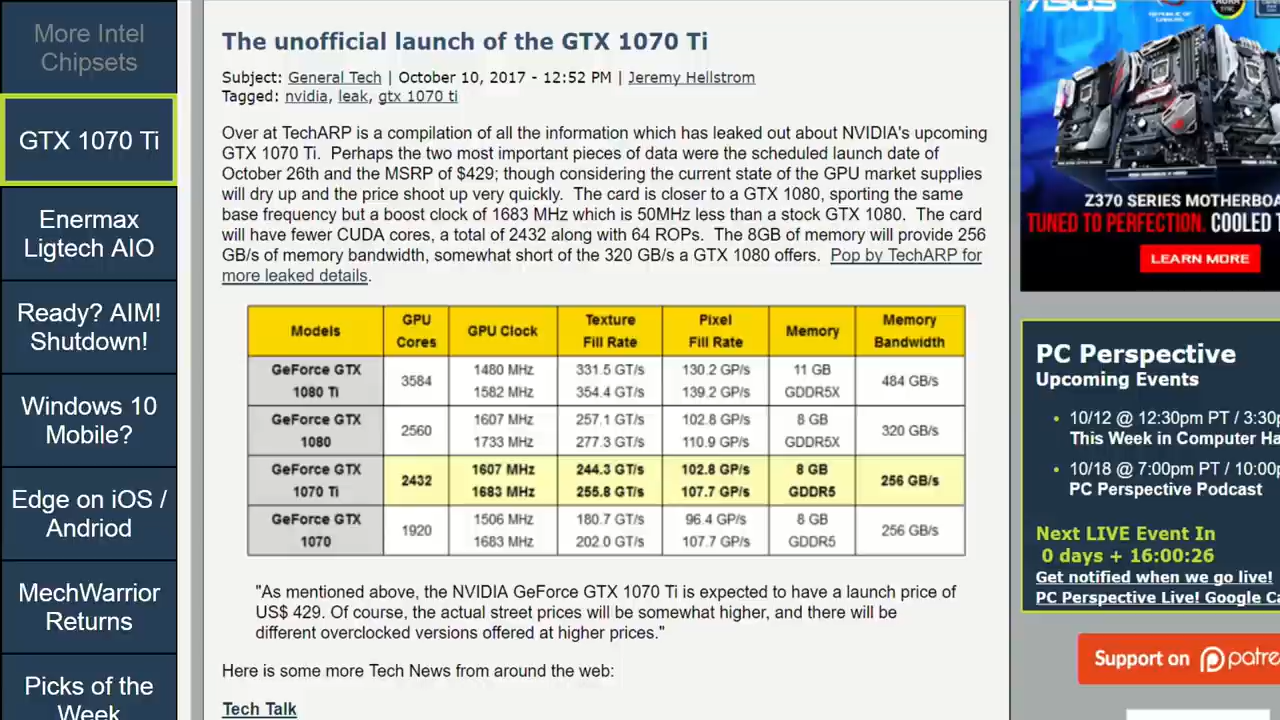 More Intel
Chipsets
GTX 1070 Ti
Enermax
Ligtech AIO
Ready? AIM!
Shutdown!
Windows 10
Mobile?
Edge on iOS /
Andriod
MechWarrior
Returns
Picks of the
Week
The unofficial launch of the GTX 1070 Ti
Subject: General Tech | October 10, 2017 - 12:52 PM | Jeremy Hellstrom
Tagged: nvidia, leak, gtx 1070 ti
Over at TechARP is a compilation of all the information which has leaked out about NVIDIA's upcoming
GTX 1070 Ti. Perhaps the two most important pieces of data were the scheduled launch date of
October 26th and the MSRP of $429; though considering the current state of the GPU market supplies
will dry up and the price shoot up very quickly. The card is closer to a GTX 1080, sporting the same
base frequency but a boost clock of 1683 MHz which is 50MHz less than a stock GTX 1080. The card
will have fewer CUDA cores, a total of 2432 along with 64 ROPs. The 8GB of memory will provide 256
GB/s of memory bandwidth, somewhat short of the 320 GB/s a GTX 1080 offers. Pop by TechARP for
more leaked details.
Models GPU Cores GPU Clock Texture Fill Rate Pixel Fill Rate Memory Memory Bandwidth
GeForce GTX 1080 Ti 3584 1480 MHz 1582 MHz 331.5 GT/s 354.4 GT/s 130.2 GP/s 139.2 GP/s 11 GB GDDR5X 484 GB/s
GeForce GTX 1080 2560 1607 MHz 1733 MHz 257.1 GT/s 277.3 GT/s 102.8 GP/s 110.9 GP/s 8 GB GDDR5X 320 GB/s
GeForce GTX 1070 Ti 2432 1607 MHz 1683 MHz 244.3 GT/s 255.8 GT/s 102.8 GP/s 107.7 GP/s 8 GB GDDR5 256 GB/s
GeForce GTX 1070 1920 1506 MHz 1683 MHz 180.7 GT/s 202.0 GT/s 96.4 GP/s 107.7 GP/s 8 GB GDDR5 256 GB/s
"As mentioned above, the NVIDIA GeForce GTX 1070 Ti is expected to have a launch price of
US$ 429. Of course, the actual street prices will be somewhat higher, and there will be
different overclocked versions offered at higher prices."
Here is some more Tech News from around the web:
Tech Talk
ASUS
Z370 SERIES MOTHERBOA
TUNED TO PERFECTION. COOLED T
LEARN MORE
PC Perspective
Upcoming Events
• 10/12 @ 12:30pm PT / 3:30p
This Week in Computer Ha
• 10/18 @ 7:00pm PT / 10:00p
PC Perspective Podcast
Next LIVE Event In
0 days + 16:00:26
Get notified when we go live!
PC Perspective Live! Google Ca
Support on patre